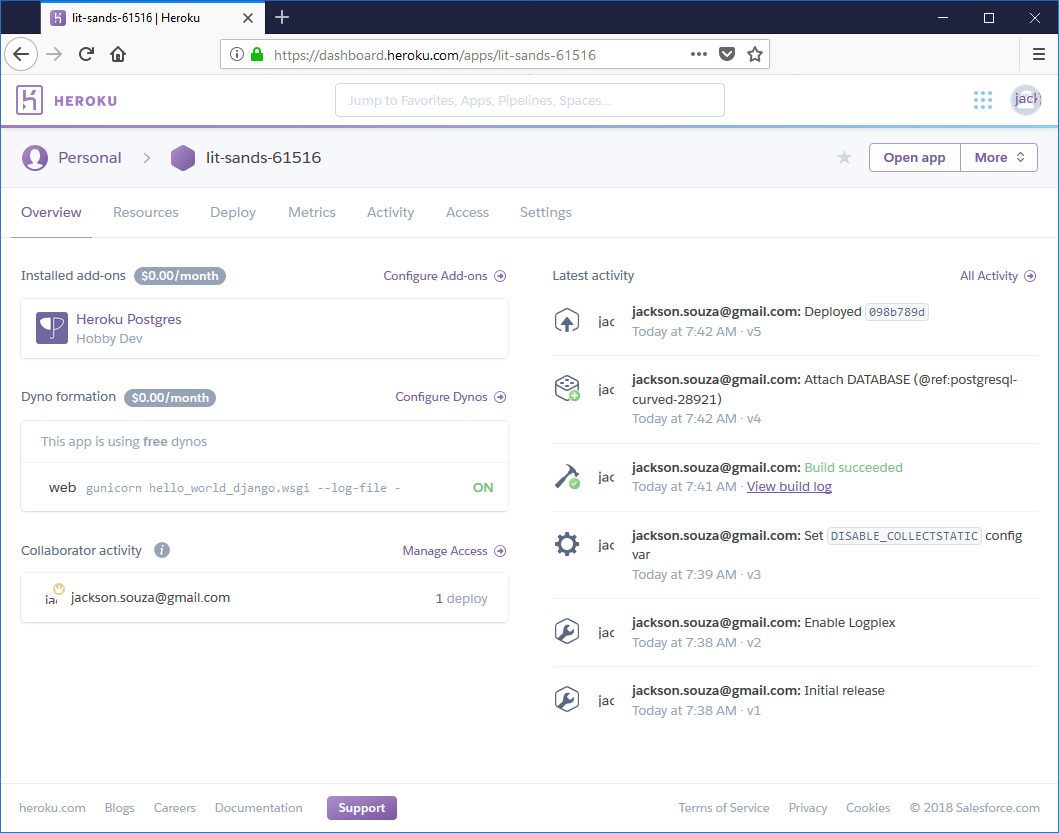 lit-sands-61516 | Heroku
https://dashboard.heroku.com/apps/lit-sands-61516
HEROKU
Jump to Favorites, Apps, Pipelines, Spaces...
Personal
lit-sands-61516
Open app
More
Overview Resources Deploy Metrics Activity Access Settings
Installed add-ons $0.00/month
Configure Add-ons
Heroku Postgres
Hobby Dev
Dyno formation $0.00/month
Configure Dynos
This app is using free dynos
web gunicorn hello_world_django.wsgi --log-file - ON
Collaborator activity
Manage Access
jac
jackson.souza@gmail.com
1 deploy
Latest activity
All Activity
jac
jackson.souza@gmail.com: Deployed 098b789d
Today at 7:42 AM · v5
jac
jackson.souza@gmail.com: Attach DATABASE (@ref:postgresql-
curved-28921)
Today at 7:42 AM · v4
jac
jackson.souza@gmail.com: Build succeeded
Today at 7:41 AM · View build log
jac
jackson.souza@gmail.com: Set DISABLE_COLLECTSTATIC config
var
Today at 7:39 AM · v3
jac
jackson.souza@gmail.com: Enable Logplex
Today at 7:38 AM · v2
jac
jackson.souza@gmail.com: Initial release
Today at 7:38 AM · v1
heroku.com Blogs Careers Documentation Support
Terms of Service Privacy Cookies © 2018 Salesforce.com